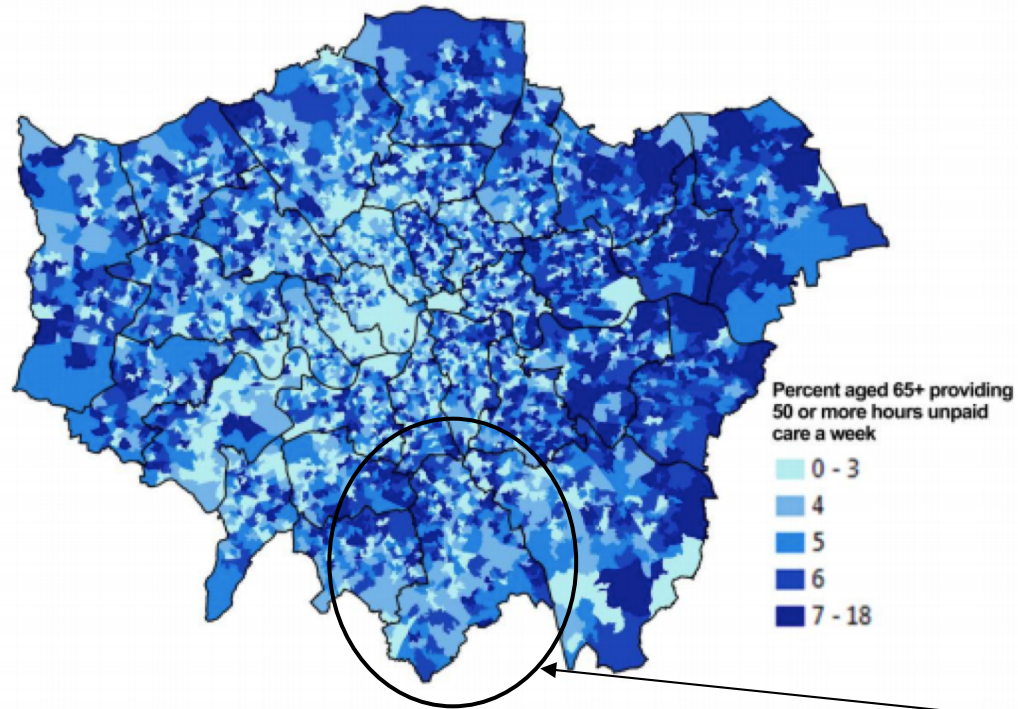 Percent aged 65+ providing
50 or more hours unpaid
care a week
0 - 3
4
5
6
7 - 18